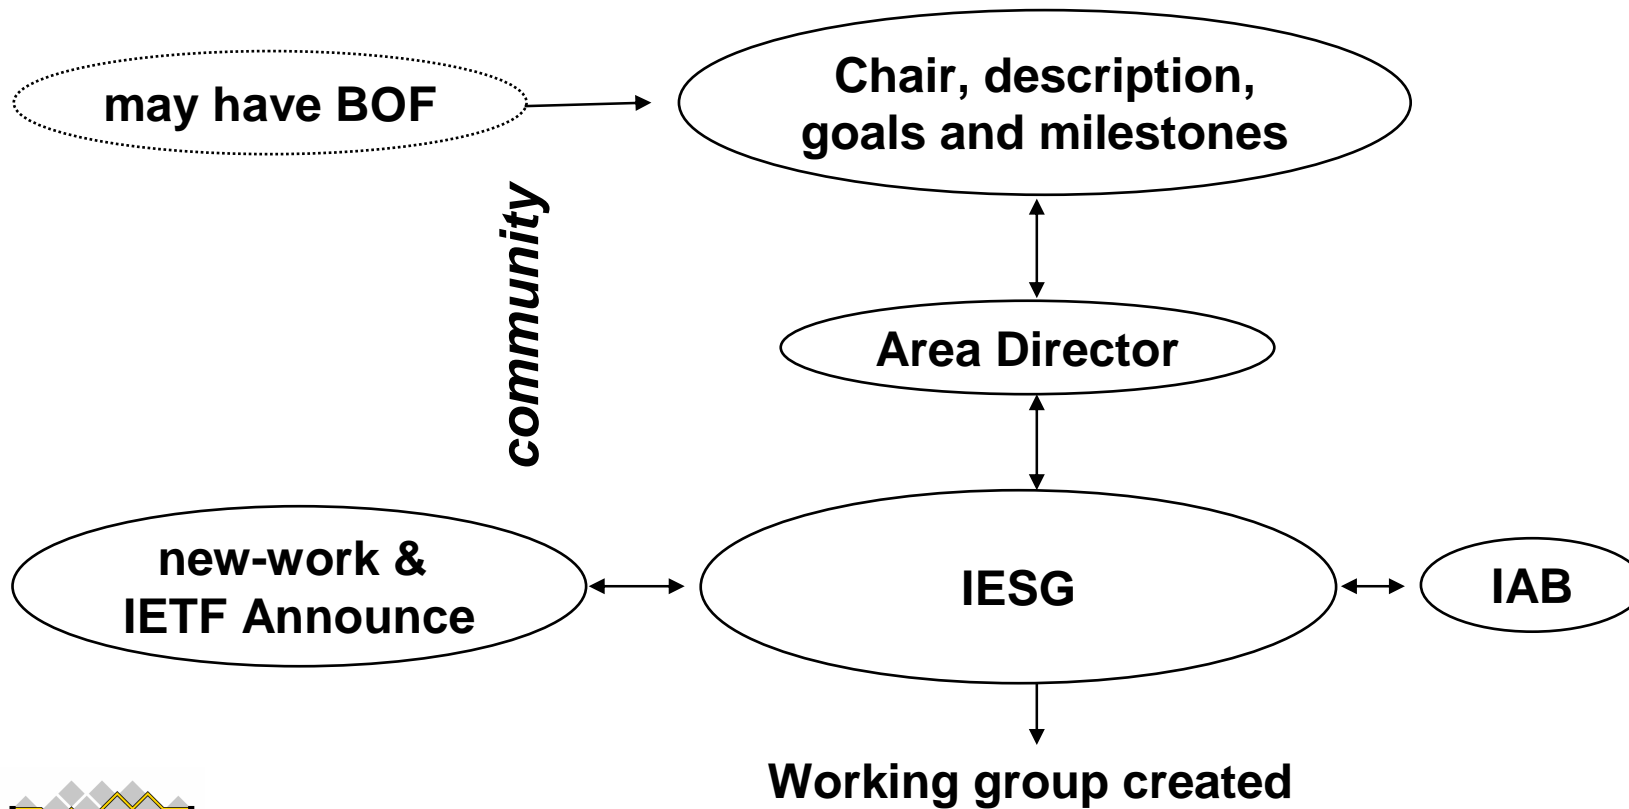 may have BOF
Chair, description,
goals and milestones
community
Area Director
new-work &
IETF Announce
IESG
IAB
Working group created